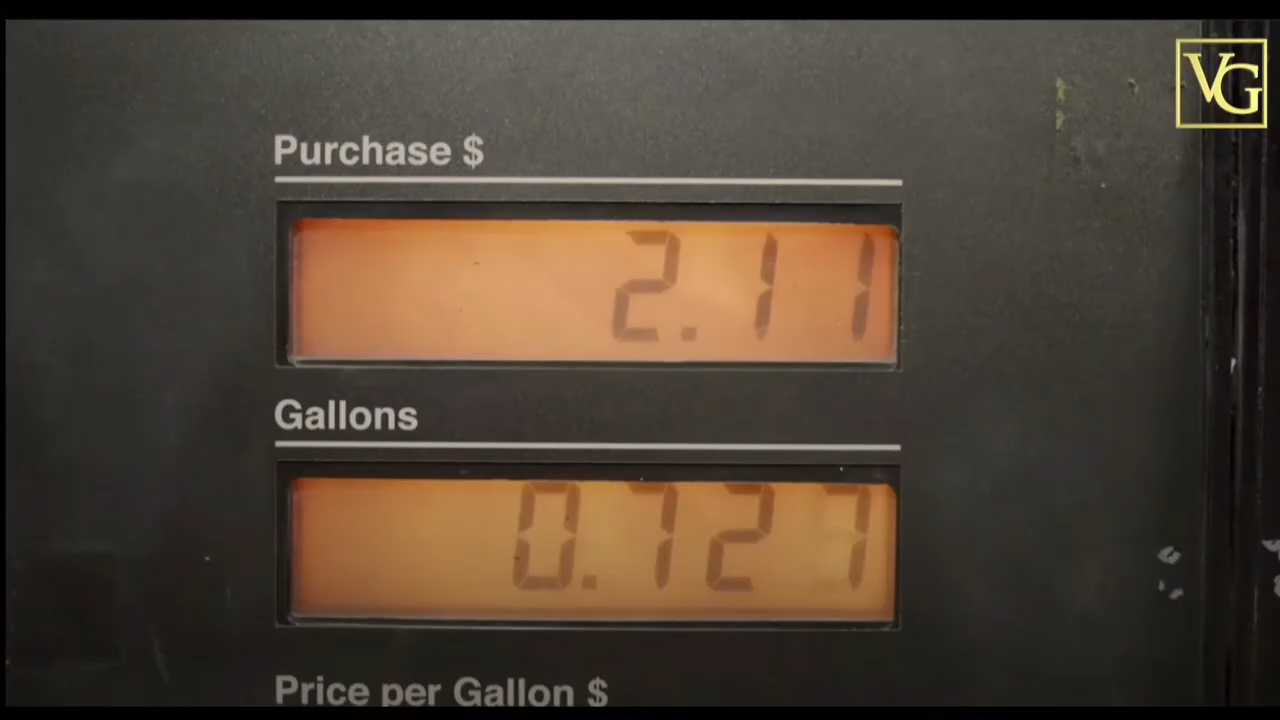 VG
Purchase $
2.11
Gallons
0.727
Price per Gallon $